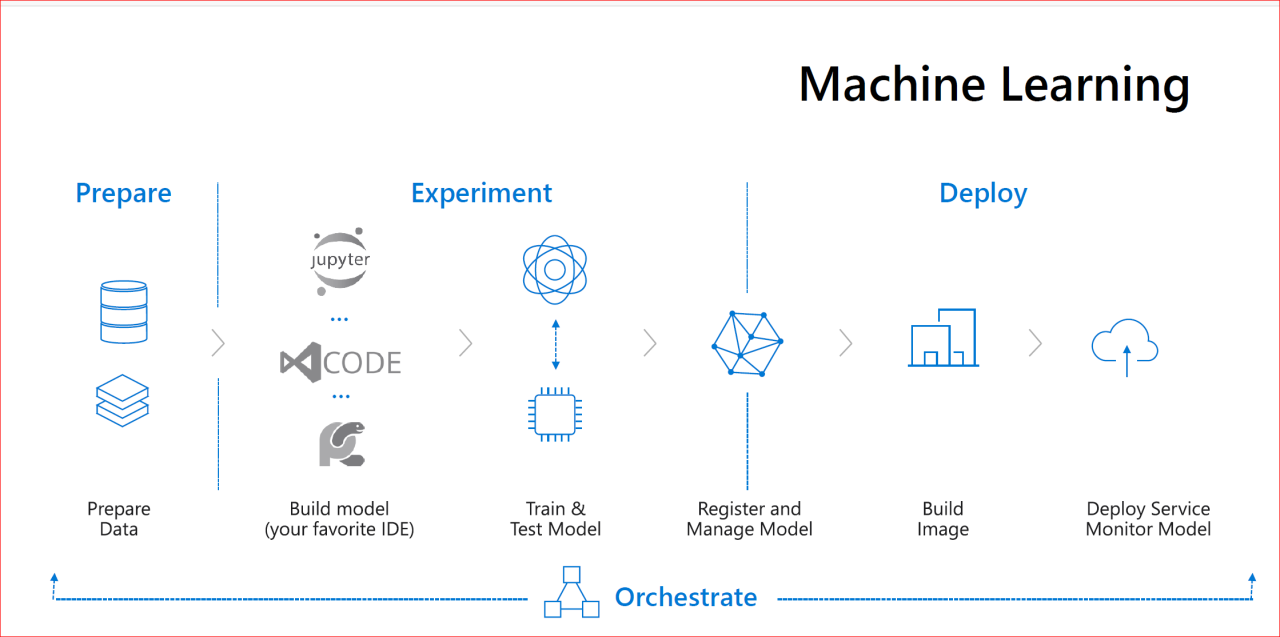 Machine Learning
Prepare
Experiment
Deploy
jupyter
...
CODE
...
PC
Prepare
Data
Build model
(your favorite IDE)
Train &
Test Model
Register and
Manage Model
Build
Image
Deploy Service
Monitor Model
Orchestrate